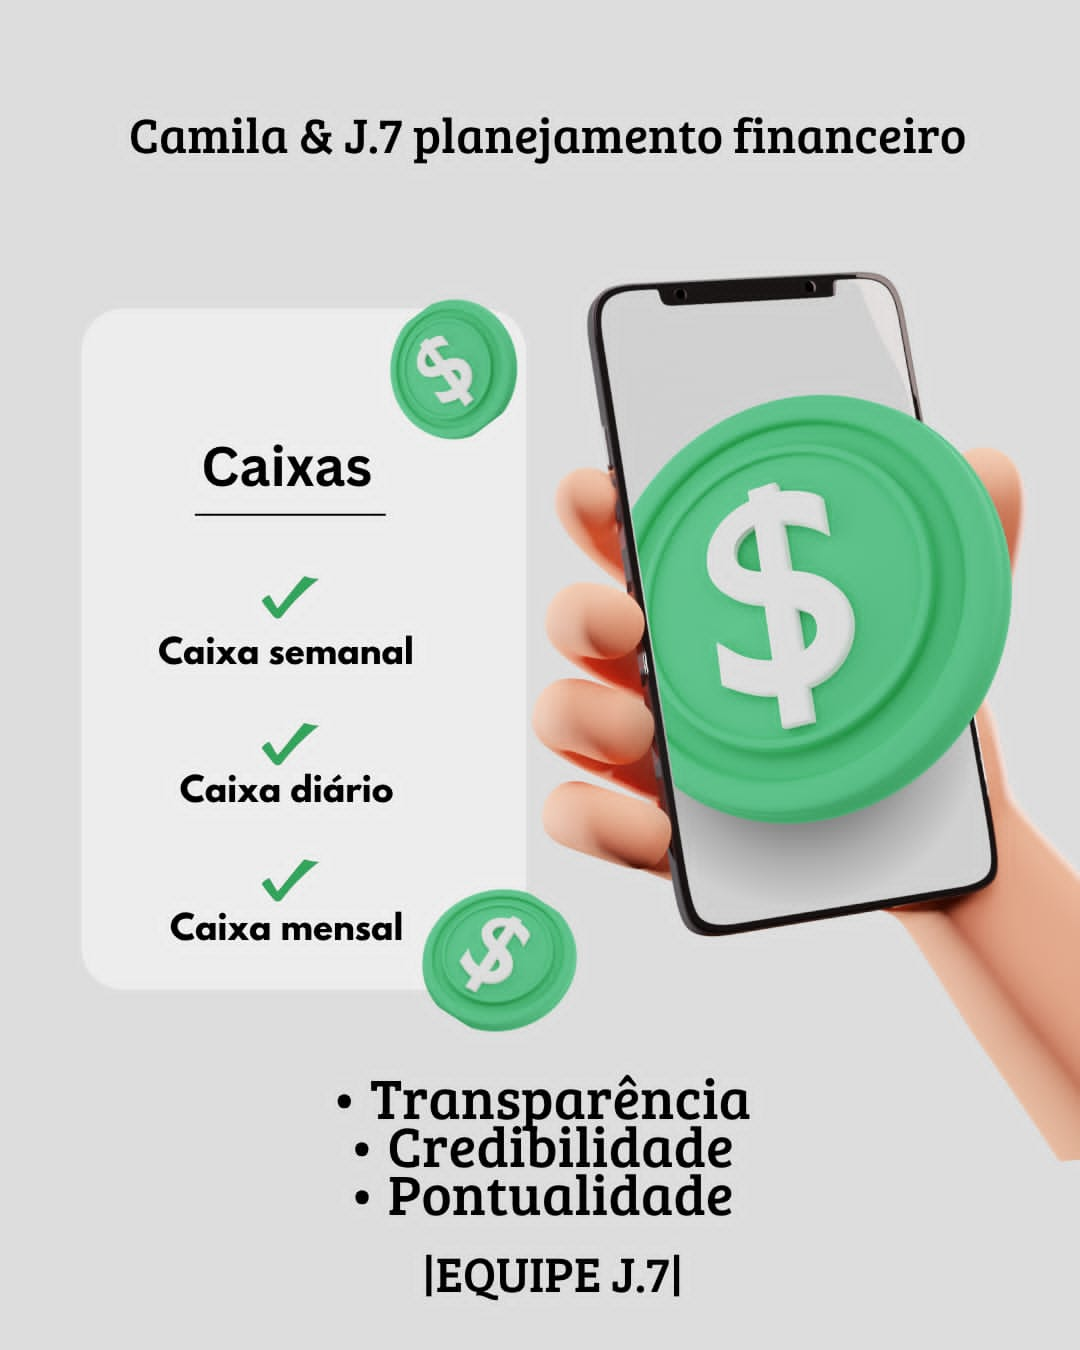 Camila & J.7 planejamento financeiro
Caixas
Caixa semanal
Caixa diário
Caixa mensal
• Transparência
• Credibilidade
• Pontualidade
|EQUIPE J.7|